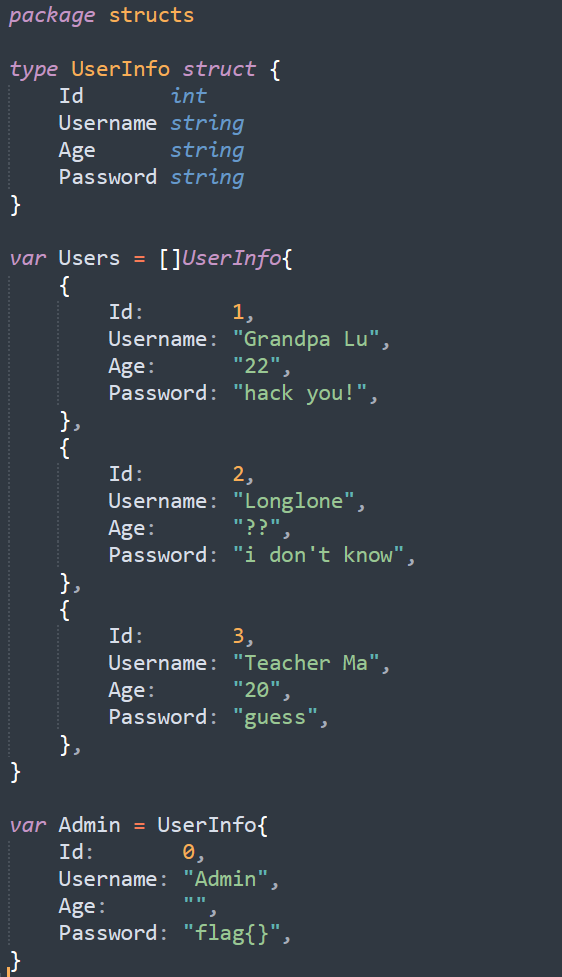 package structs
type UserInfo struct {
    Id       int
    Username string
    Age      string
    Password string
}
var Users = []UserInfo{
    {
        Id:       1,
        Username: "Grandpa Lu",
        Age:      "22",
        Password: "hack you!",
    },
    {
        Id:       2,
        Username: "Longlone",
        Age:      "??",
        Password: "i don't know",
    },
    {
        Id:       3,
        Username: "Teacher Ma",
        Age:      "20",
        Password: "guess",
    },
}
var Admin = UserInfo{
    Id:       0,
    Username: "Admin",
    Age:      "",
    Password: "flag{}",
}